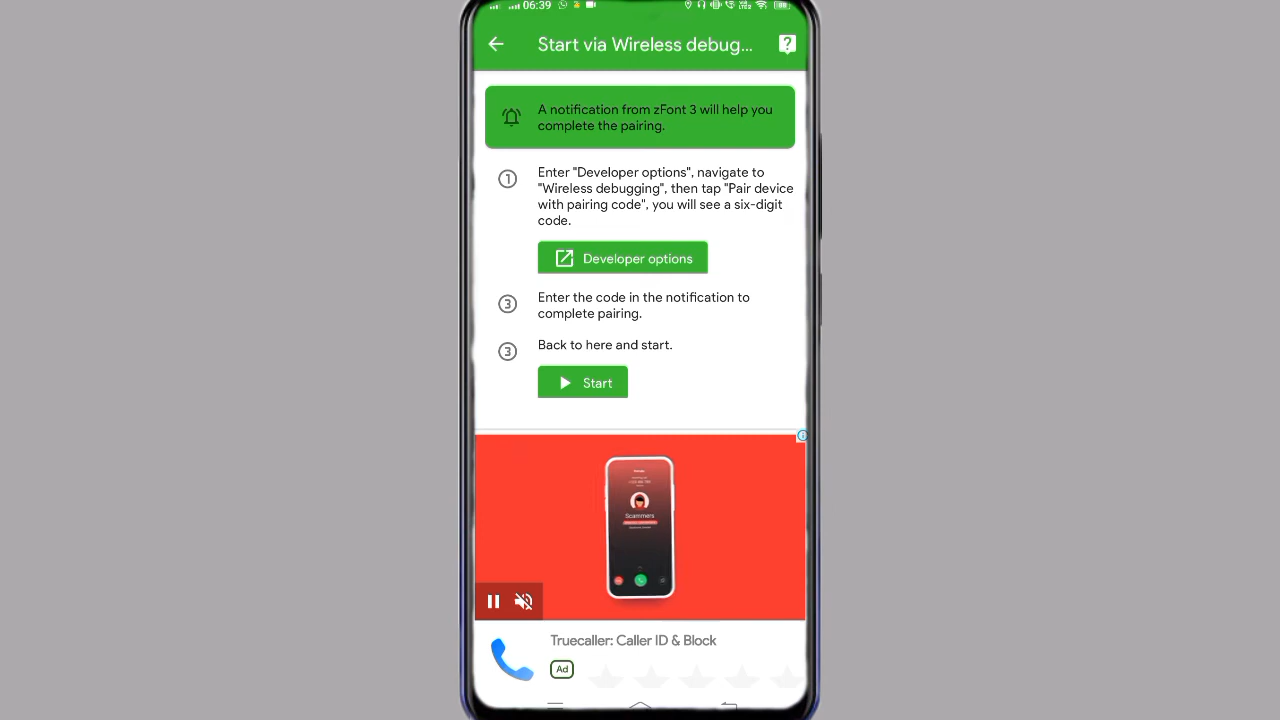 06:39
Start via Wireless debug...
A notification from zFont 3 will help you
complete the pairing.
1
Enter "Developer options", navigate to
"Wireless debugging", then tap "Pair device
with pairing code", you will see a six-digit
code.
Developer options
3
Enter the code in the notification to
complete pairing.
3
Back to here and start.
Start
Scammers
Truecaller: Caller ID & Block
Ad